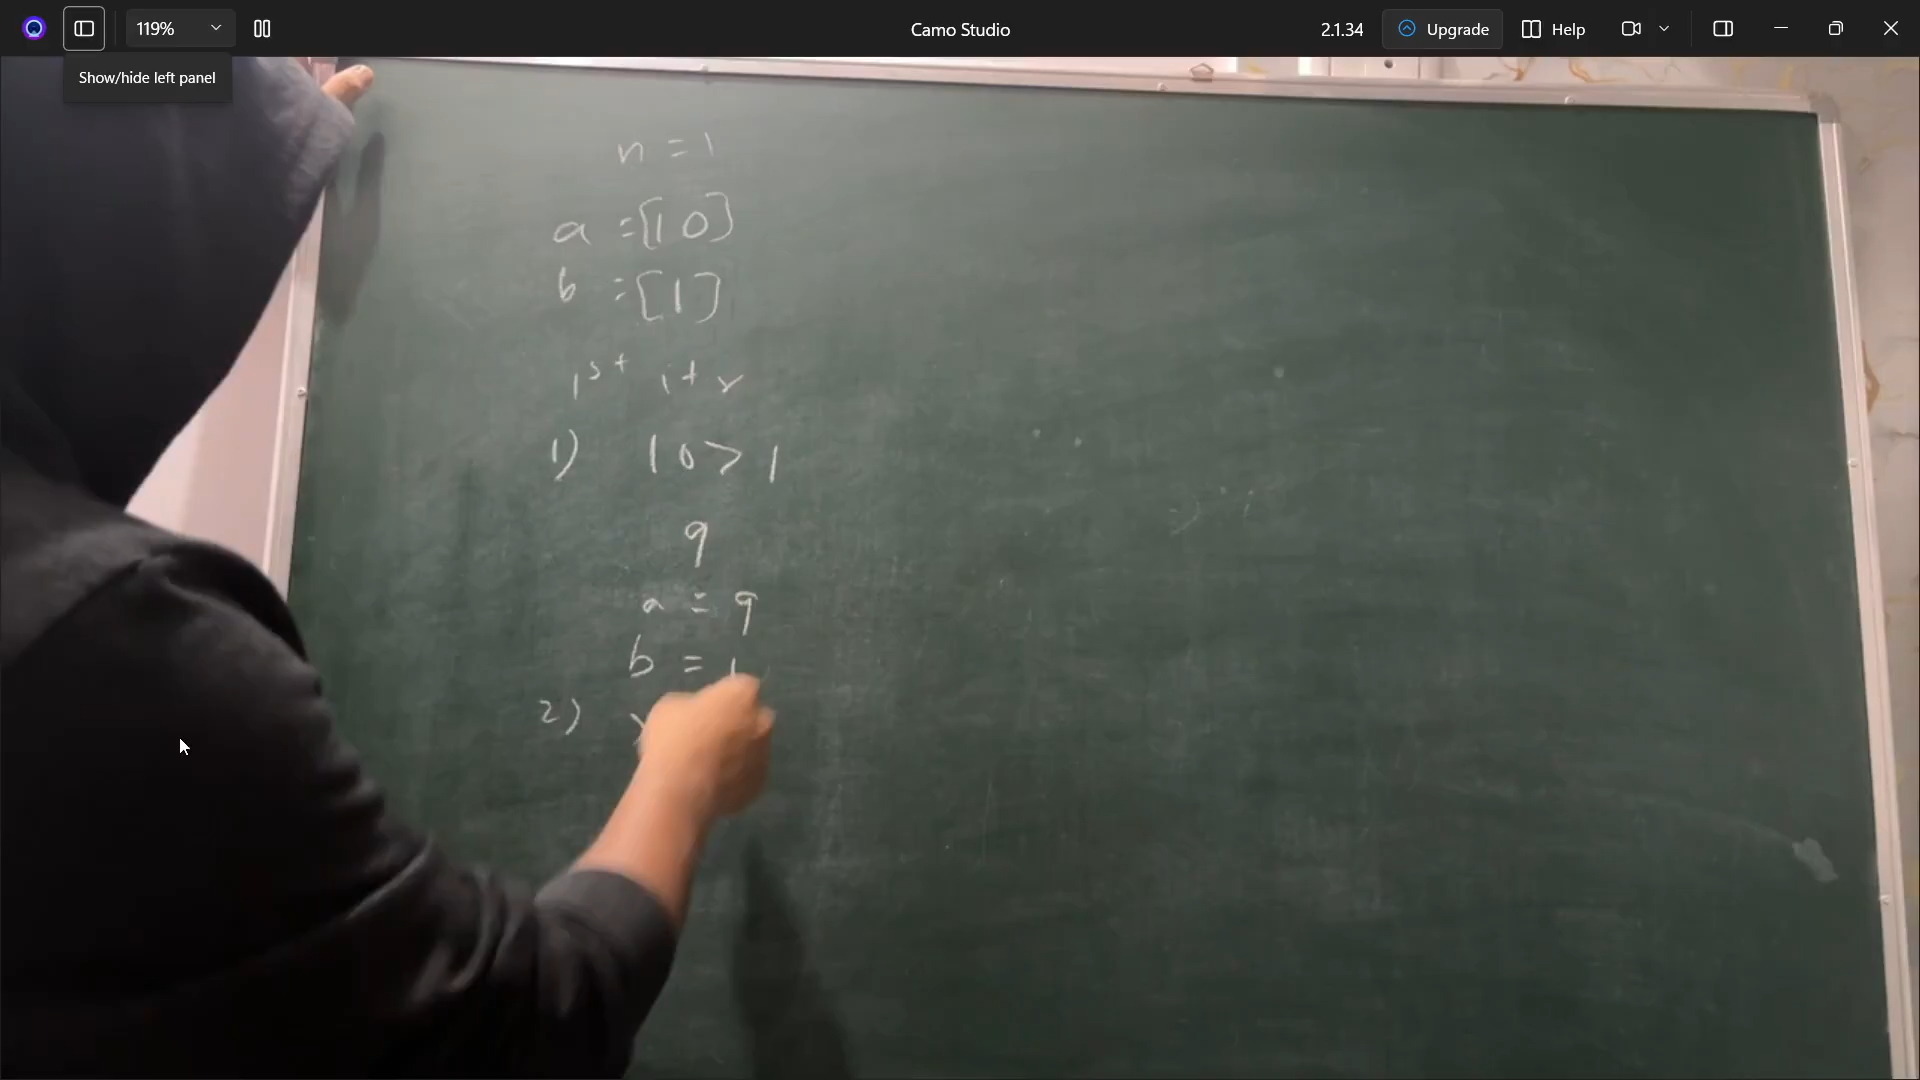 119%
Camo Studio
2.1.34
Upgrade
Help
Show/hide left panel
n = 1
a = [10]
b = [1]
1st itr
1) 10 > 1
9
a = 9
b = 1
2)